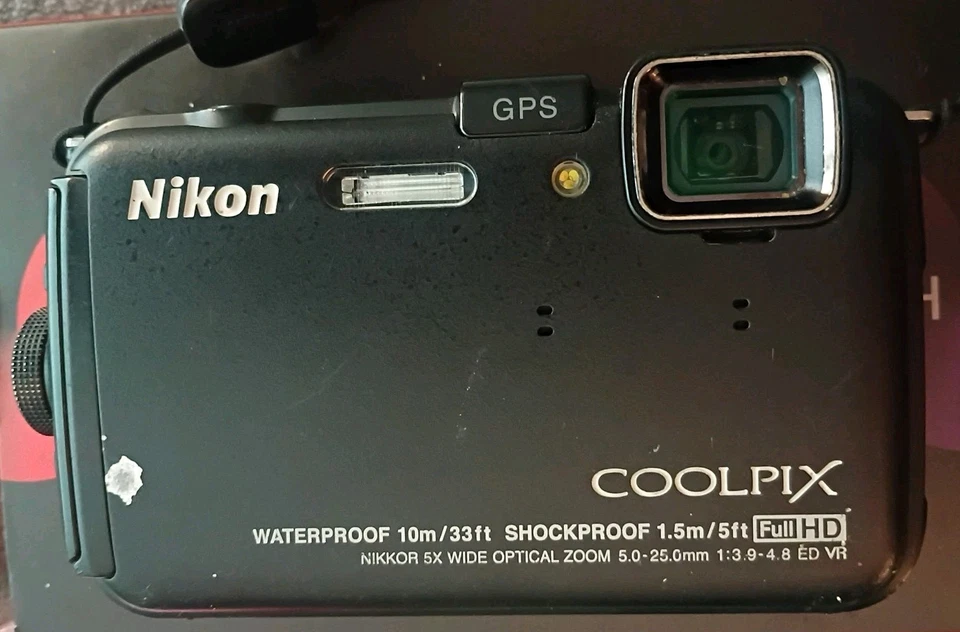 GPS
Nikon
H
COOLPIX
WATERPROOF 10m/33ft SHOCKPROOF 1.5m/5ft Full HD
NIKKOR 5X WIDE OPTICAL ZOOM 5.0-25.0mm 1:3.9-4.8 ED VR